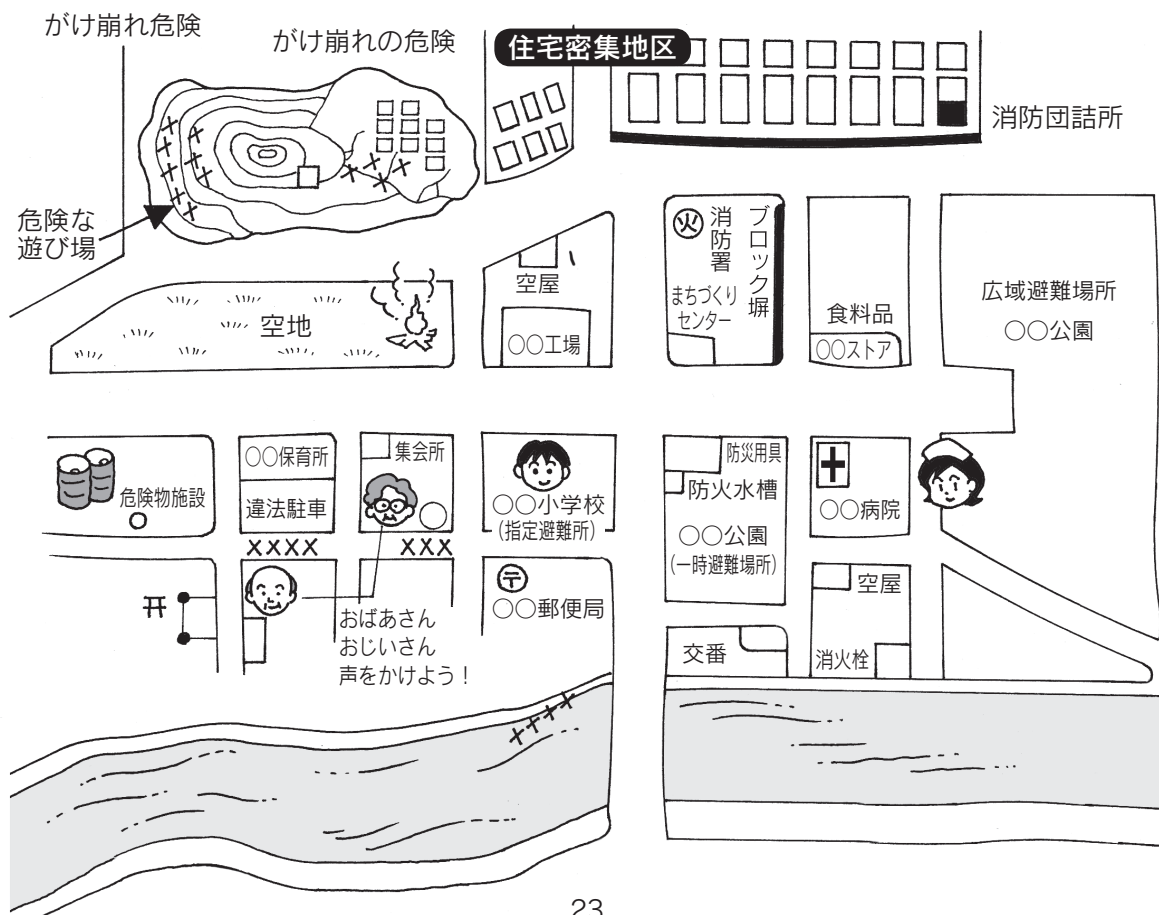 がけ崩れ危険
がけ崩れの危険
住宅密集地区
消防団詰所
危険な
遊び場
空地
空屋
〇〇工場
火
消防署
まちづくり
センター
ブロック塀
食料品
〇〇ストア
広域避難場所
〇〇公園
危険物施設
〇〇保育所
違法駐車
集会所
〇〇小学校
(指定避難所)
防災用具
防火水槽
〇〇公園
(一時避難場所)
〇〇病院
おばあさん
おじいさん
声をかけよう！
〒
〇〇郵便局
交番
空屋
消火栓
23